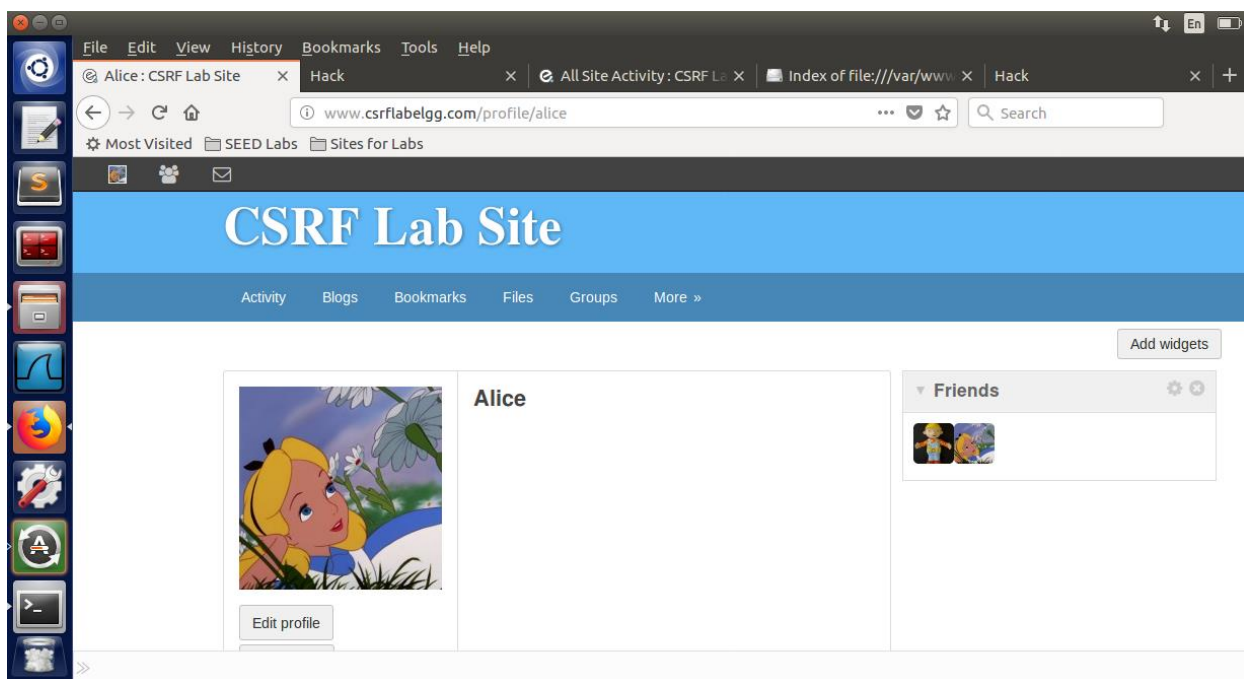 En
File Edit View History Bookmarks Tools Help
Alice : CSRF Lab Site
Hack
All Site Activity : CSRF La
Index of file:///var/www
Hack
www.csrflabelgg.com/profile/alice
Search
Most Visited SEED Labs Sites for Labs
CSRF Lab Site
Activity Blogs Bookmarks Files Groups More »
Add widgets
Alice
Friends
Edit profile